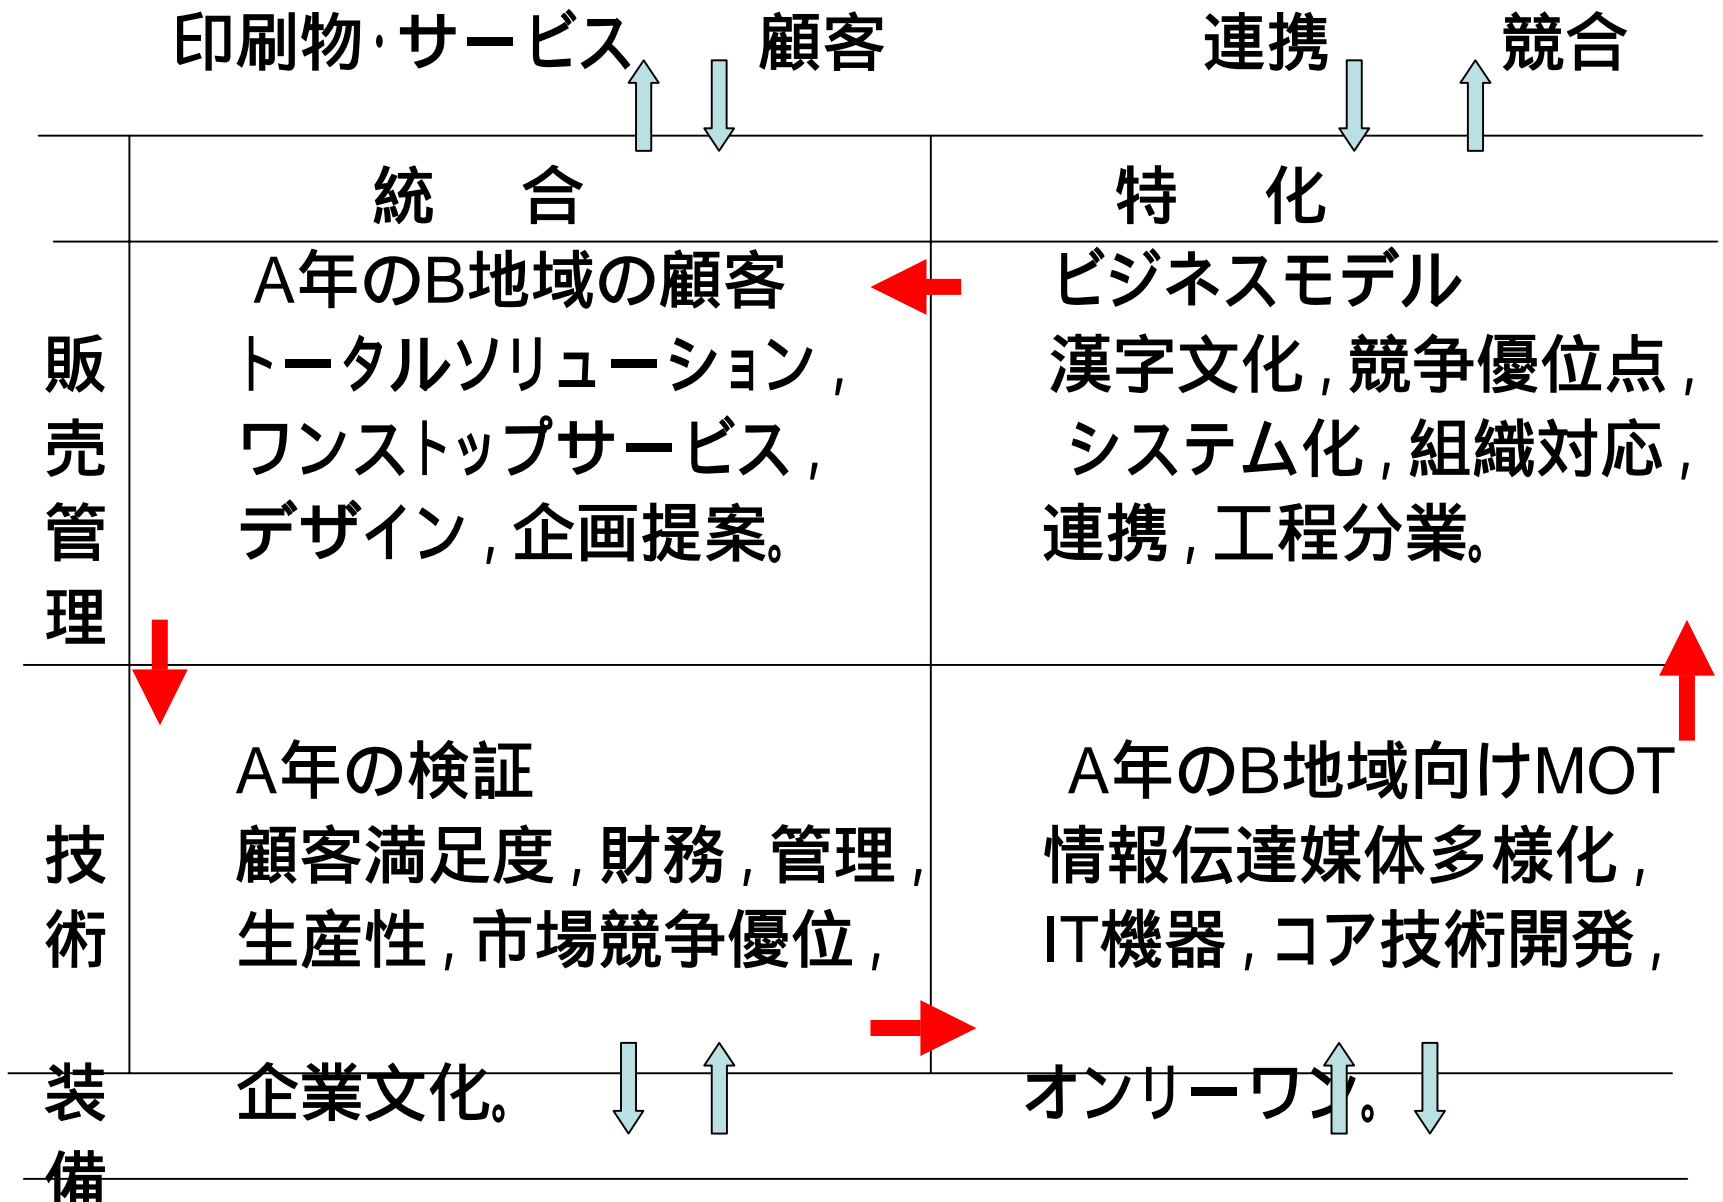 印刷物・サービス 顧客 連携 競合
統 合 特 化
販売管理
A年のB地域の顧客
トータルソリューション,
ワンストップサービス,
デザイン,企画提案。
ビジネスモデル
漢字文化,競争優位点,
システム化,組織対応,
連携,工程分業。
技術
装備
A年の検証
顧客満足度,財務,管理,
生産性,市場競争優位,
企業文化。
A年のB地域向けMOT
情報伝達媒体多様化,
IT機器,コア技術開発,
オンリーワン。